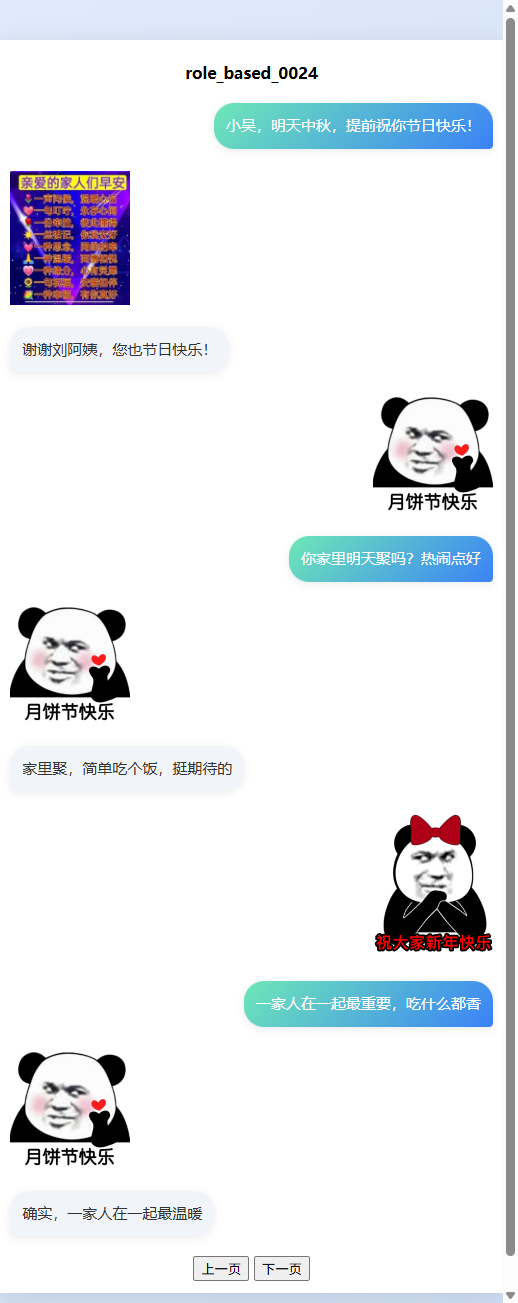 role_based_0024
小吴，明天中秋，提前祝你节日快乐！
亲爱的家人们早安
谢谢刘阿姨，您也节日快乐！
月饼节快乐
你家里明天聚吗？热闹点好
月饼节快乐
家里聚，简单吃个饭，挺期待的
祝大家新年快乐
一家人在一起最重要，吃什么都香
月饼节快乐
确实，一家人在一起最温暖
上一页 下一页